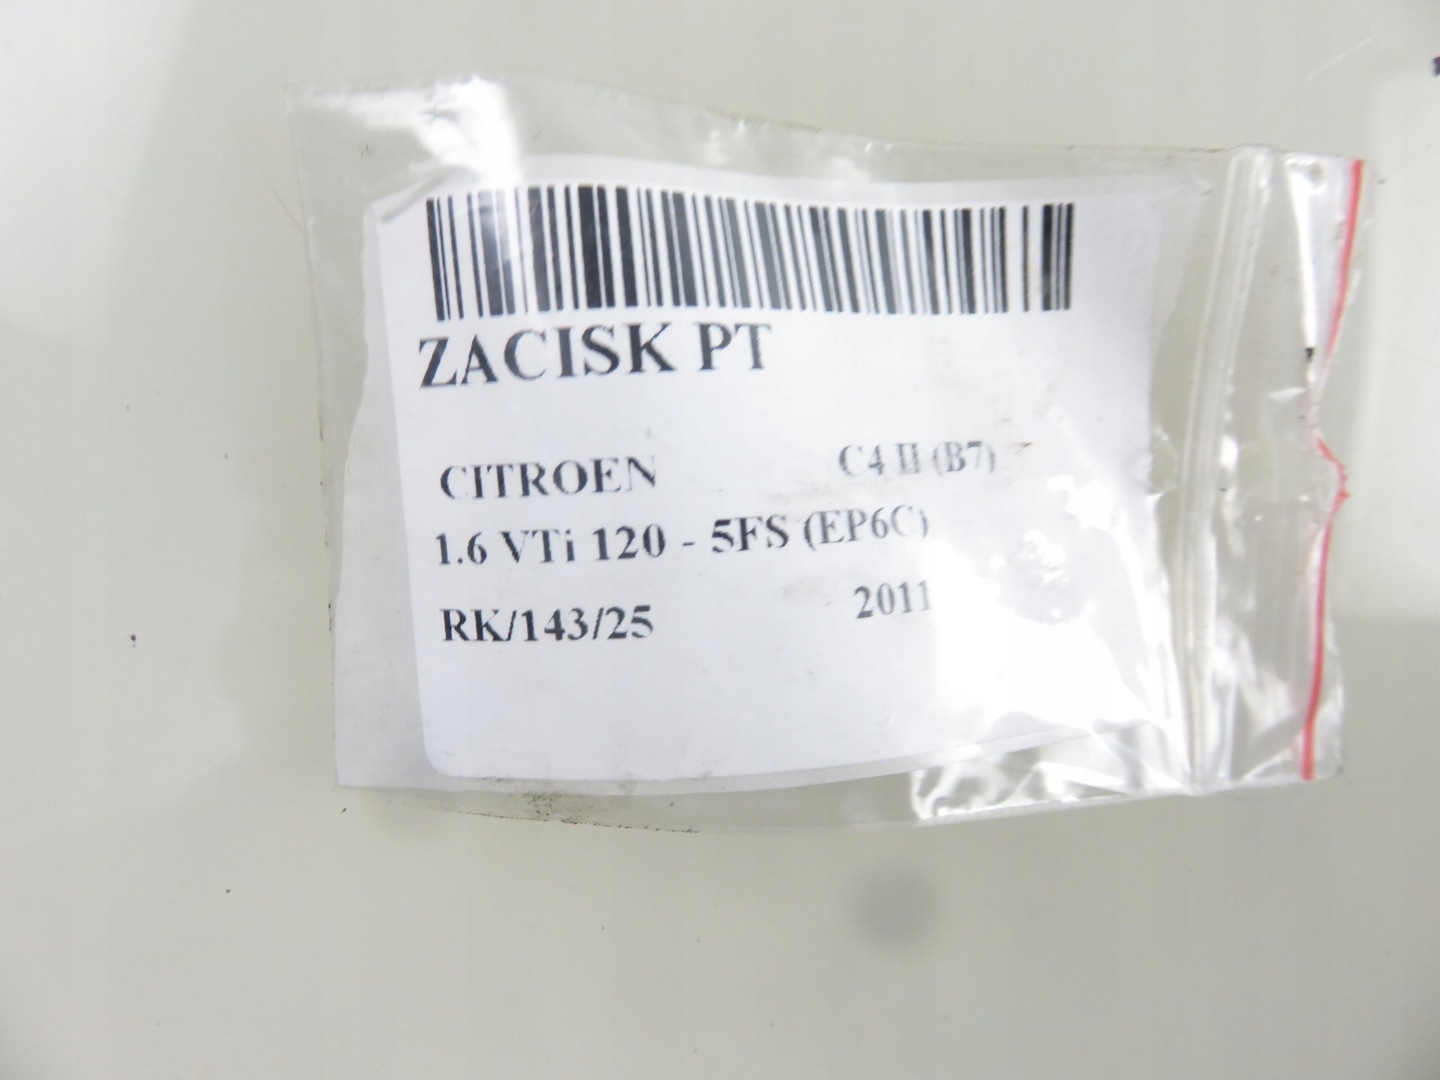 ZACISK PT
CITROEN C4 II (B7)
1.6 VTi 120 - 5FS (EP6C)
RK/143/25 2011